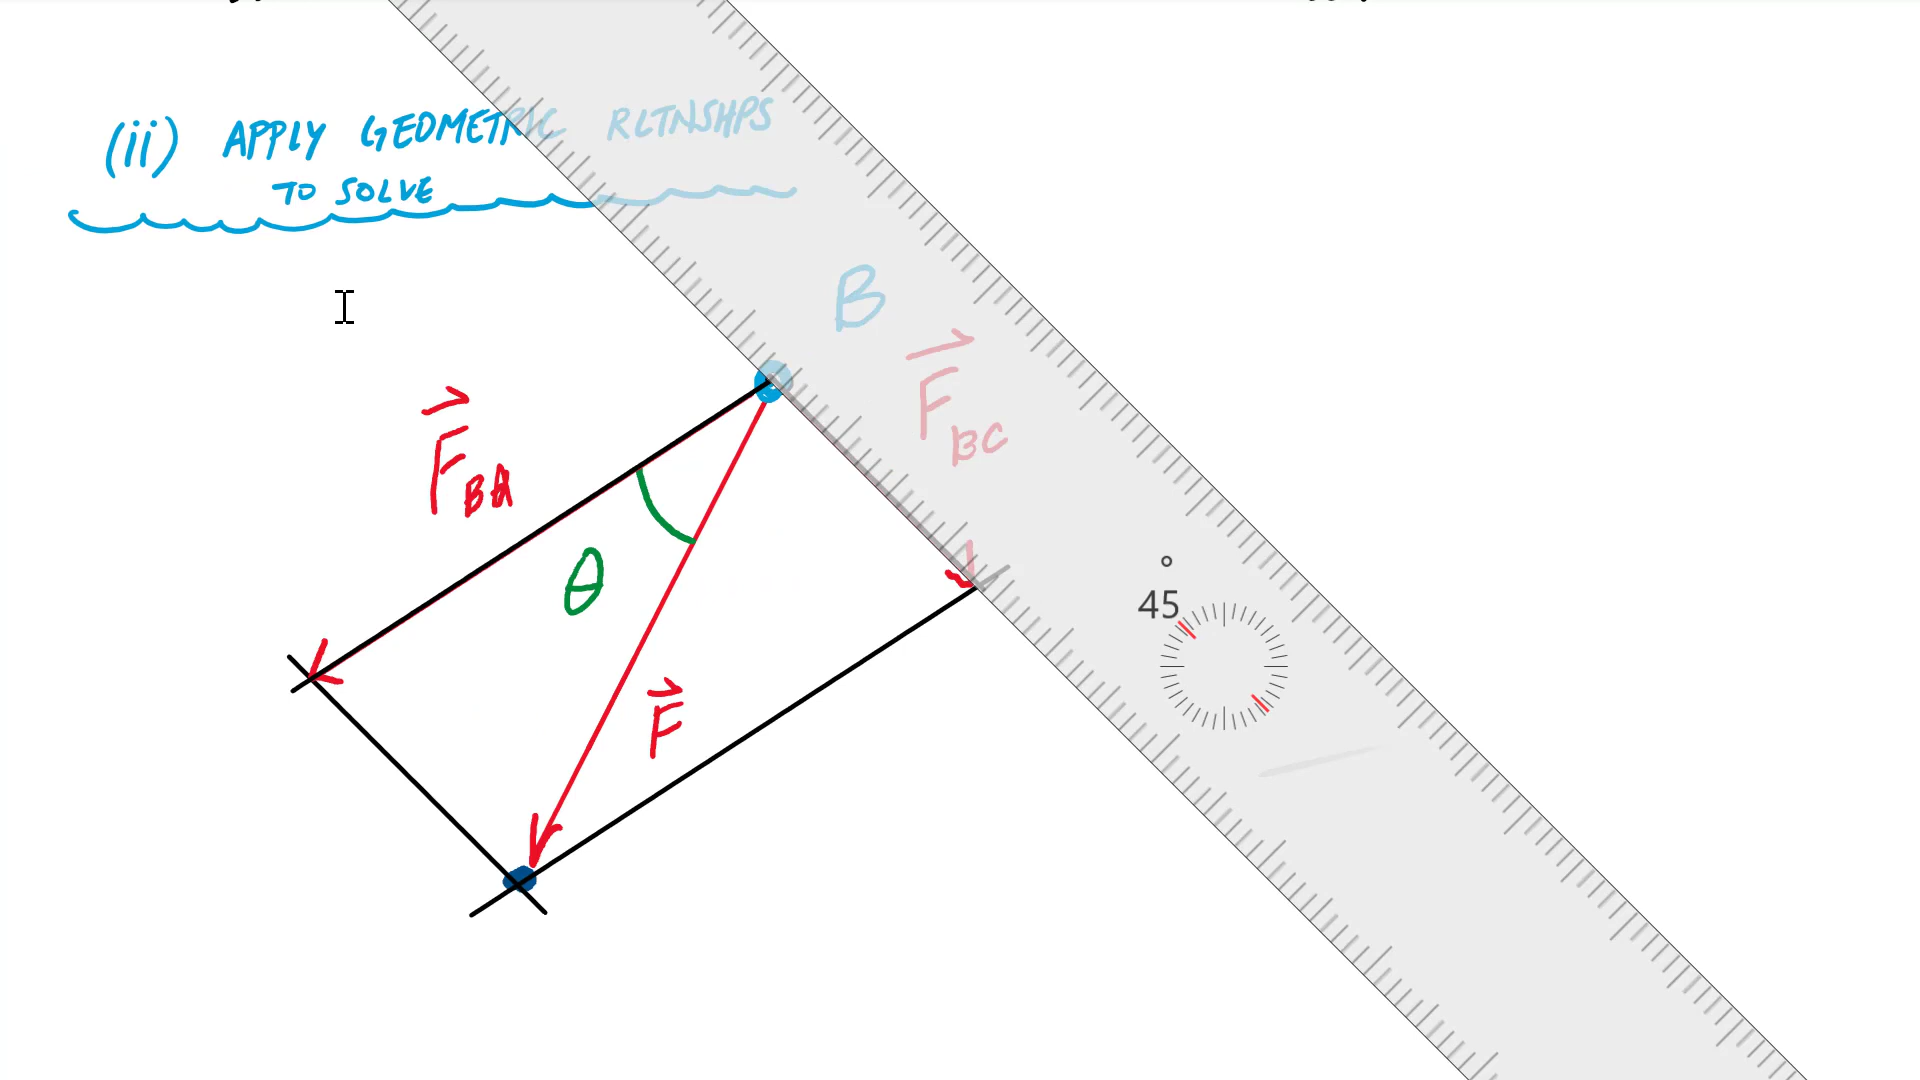 (ii) APPLY GEOMETRIC RLTNSHPS
TO SOLVE
B
F BC
F BA
θ
45°
F